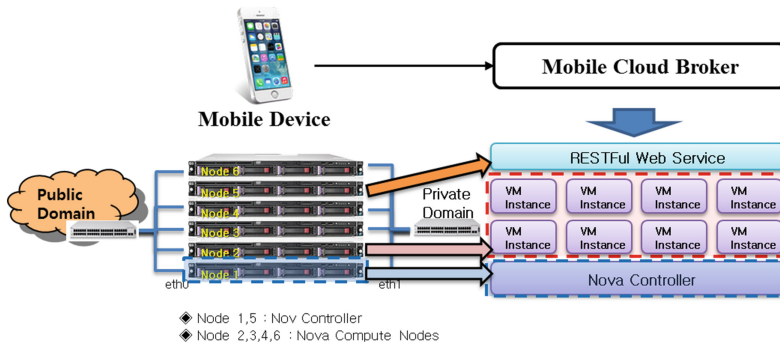 Mobile Cloud Broker
Mobile Device
RESTFul Web Service
Node 6
Node 5
Node 4
Node 3
Node 2
Node 1
Public
Domain
Private
Domain
VM
Instance
VM
Instance
VM
Instance
VM
Instance
VM
Instance
VM
Instance
VM
Instance
VM
Instance
Nova Controller
eth0
eth1
◆ Node 1,5 : Nov Controller
◆ Node 2,3,4,6 : Nova Compute Nodes